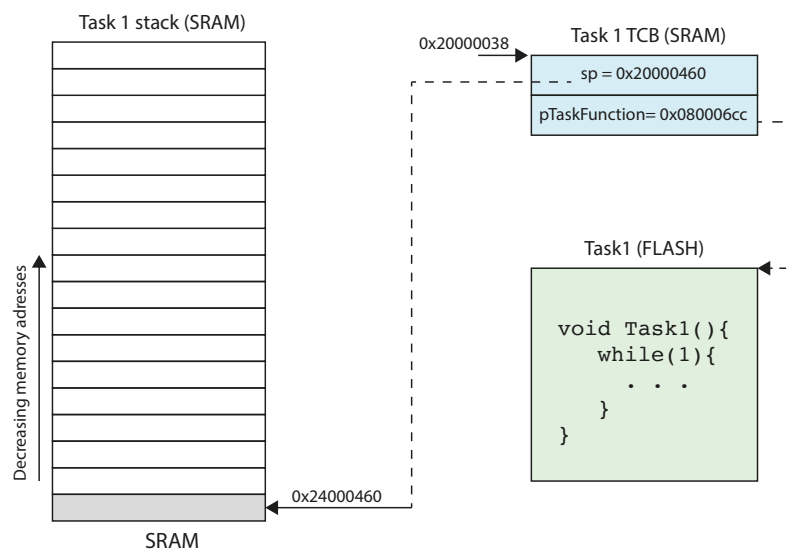 Task 1 stack (SRAM)
Decreasing memory adresses
SRAM
0x24000460
0x20000038
Task 1 TCB (SRAM)
sp = 0x20000460
pTaskFunction= 0x080006cc
Task1 (FLASH)
void Task1(){
while(1){
. . .
}
}